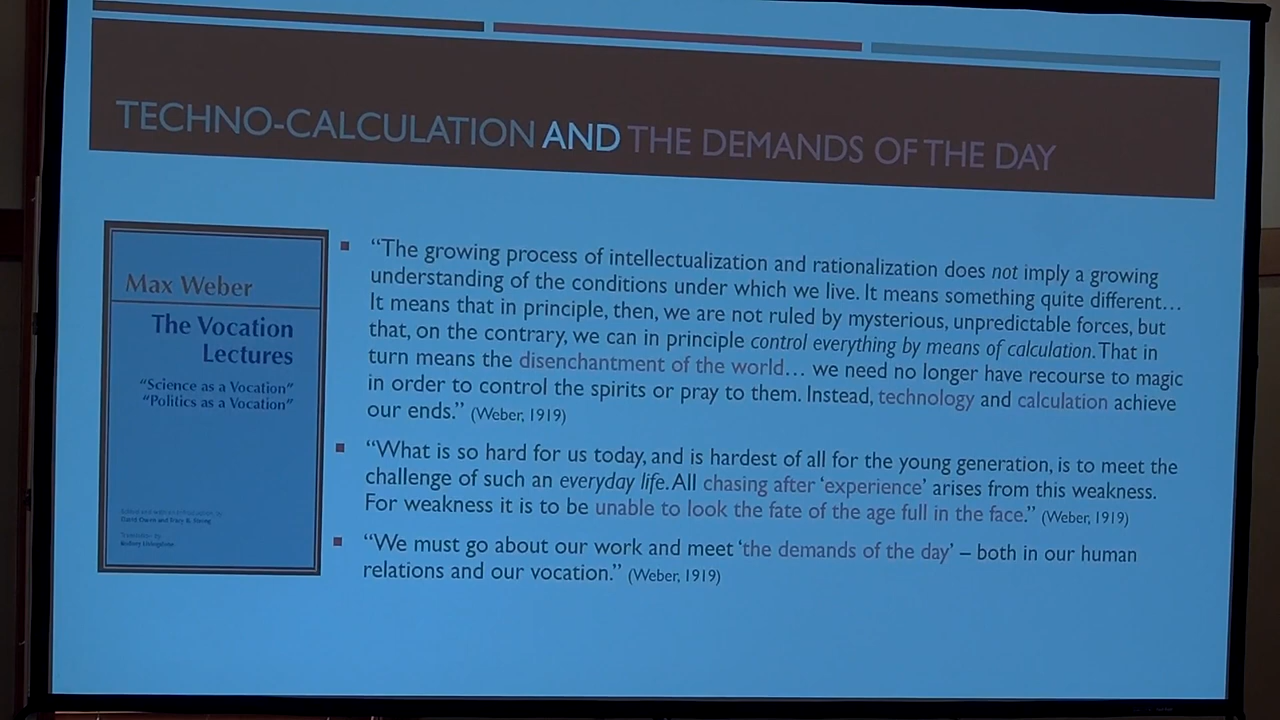 TECHNO-CALCULATION AND THE DEMANDS OF THE DAY
Max Weber
The Vocation
Lectures
"Science as a Vocation"
"Politics as a Vocation"
David Owen and Tracy B. Strong
Rodney Livingstone
"The growing process of intellectualization and rationalization does not imply a growing
understanding of the conditions under which we live. It means something quite different…
It means that in principle, then, we are not ruled by mysterious, unpredictable forces, but
that, on the contrary, we can in principle control everything by means of calculation. That in
turn means the disenchantment of the world… we need no longer have recourse to magic
in order to control the spirits or pray to them. Instead, technology and calculation achieve
our ends." (Weber, 1919)
"What is so hard for us today, and is hardest of all for the young generation, is to meet the
challenge of such an everyday life. All chasing after 'experience' arises from this weakness.
For weakness it is to be unable to look the fate of the age full in the face." (Weber, 1919)
"We must go about our work and meet 'the demands of the day' – both in our human
relations and our vocation." (Weber, 1919)